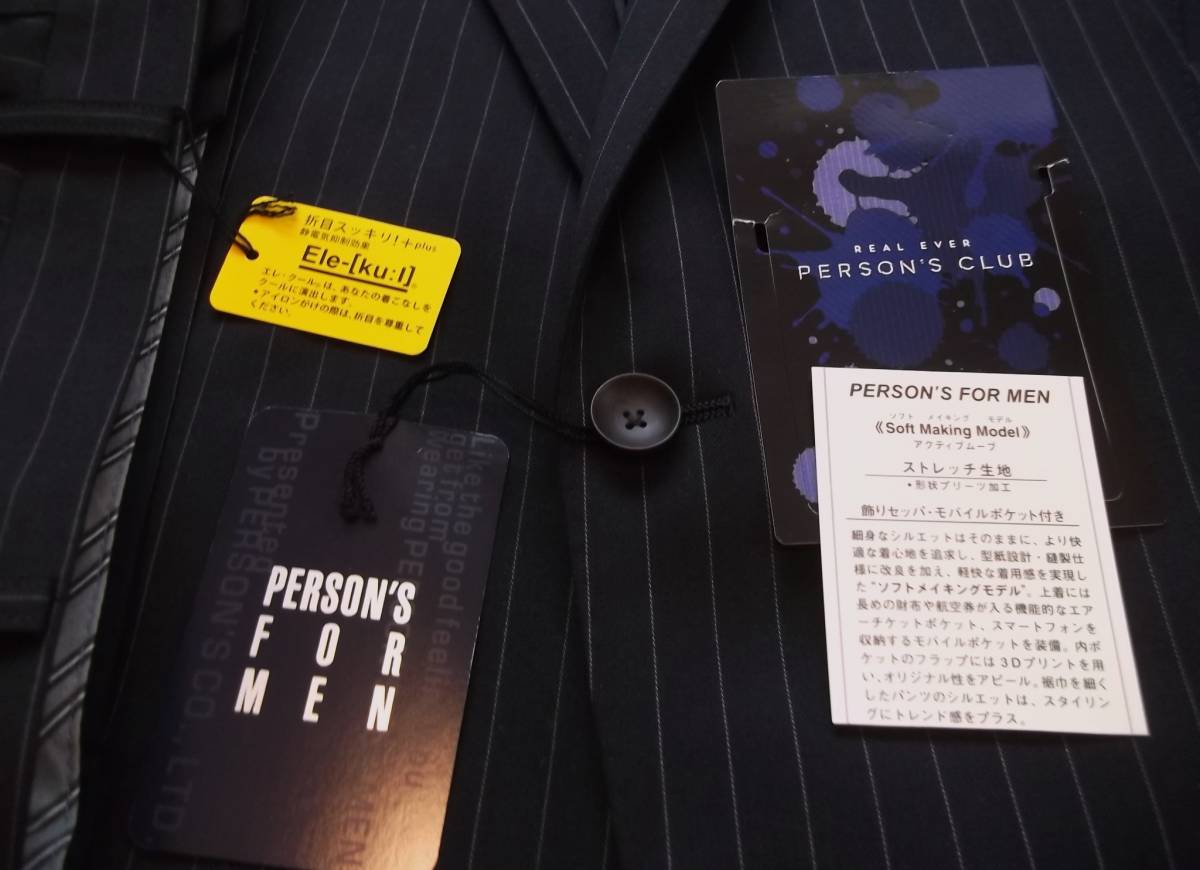 折目スッキリ!+plus
静電気抑制効果
Ele-[ku:l]®
エレ・クール®は、あなたの着こなしを
クールに演出します。
•アイロンがけの際は、折目を尊重して
ください。
REAL EVER
PERSON'S CLUB
PERSON'S FOR MEN
ソフト メイキング モデル
《Soft Making Model》
アクティブムーブ
ストレッチ生地
•形状プリーツ加工
飾りセッパ・モバイルポケット付き
細身なシルエットはそのままに、より快
適な着心地を追求し、型紙設計・縫製仕
様に改良を加え、軽快な着用感を実現し
た"ソフトメイキングモデル"。上着には
長めの財布や航空券が入る機能的なエア
ーチケットポケット、スマートフォンを
収納するモバイルポケットを装備。内ポ
ケットのフラップには3Dプリントを用
い、オリジナル性をアピール。裾巾を細く
したパンツのシルエットは、スタイリン
グにトレンド感をプラス。
PERSON'S
FOR
MEN
Like the good feeli
get from
wearing PE
presented
by PERSON'S CO.,LTD.